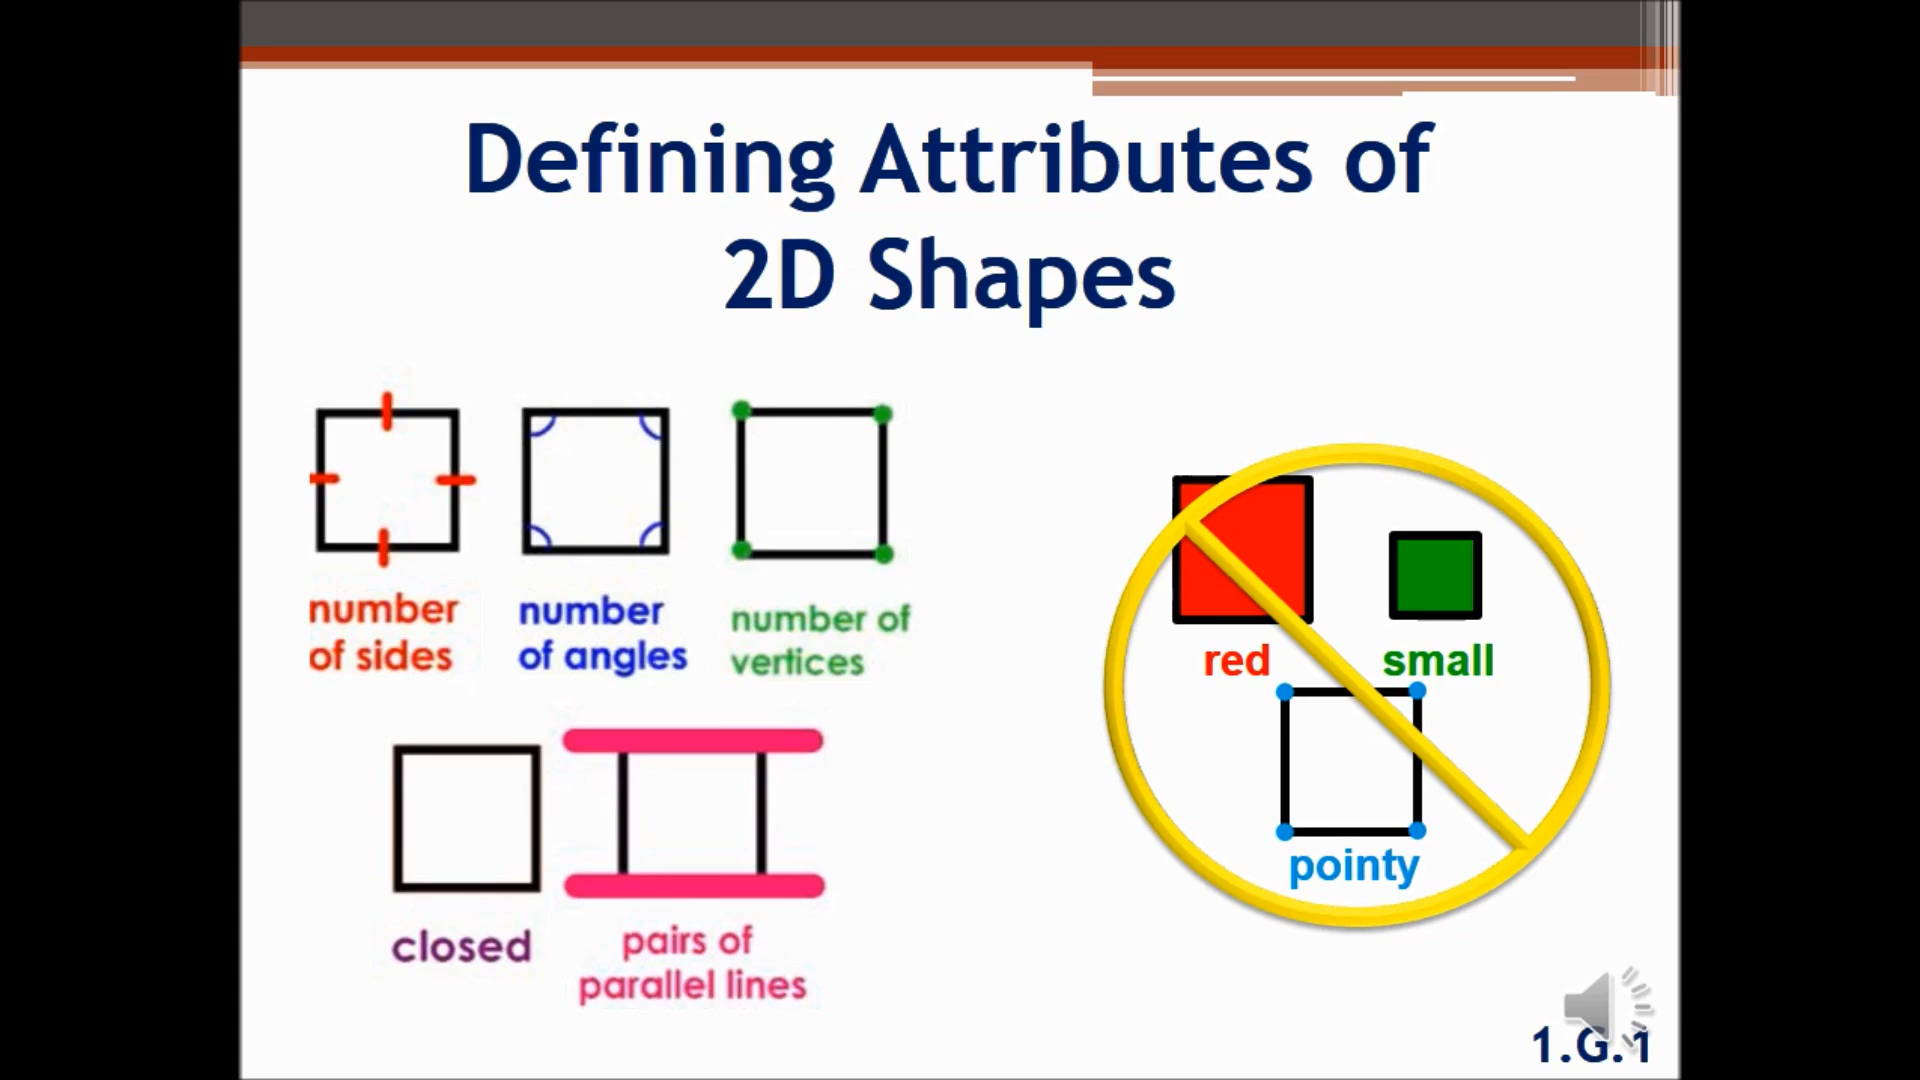 Defining Attributes of
2D Shapes
number
of sides
number
of angles
number of
vertices
closed
pairs of
parallel lines
red
small
pointy
1.G.1